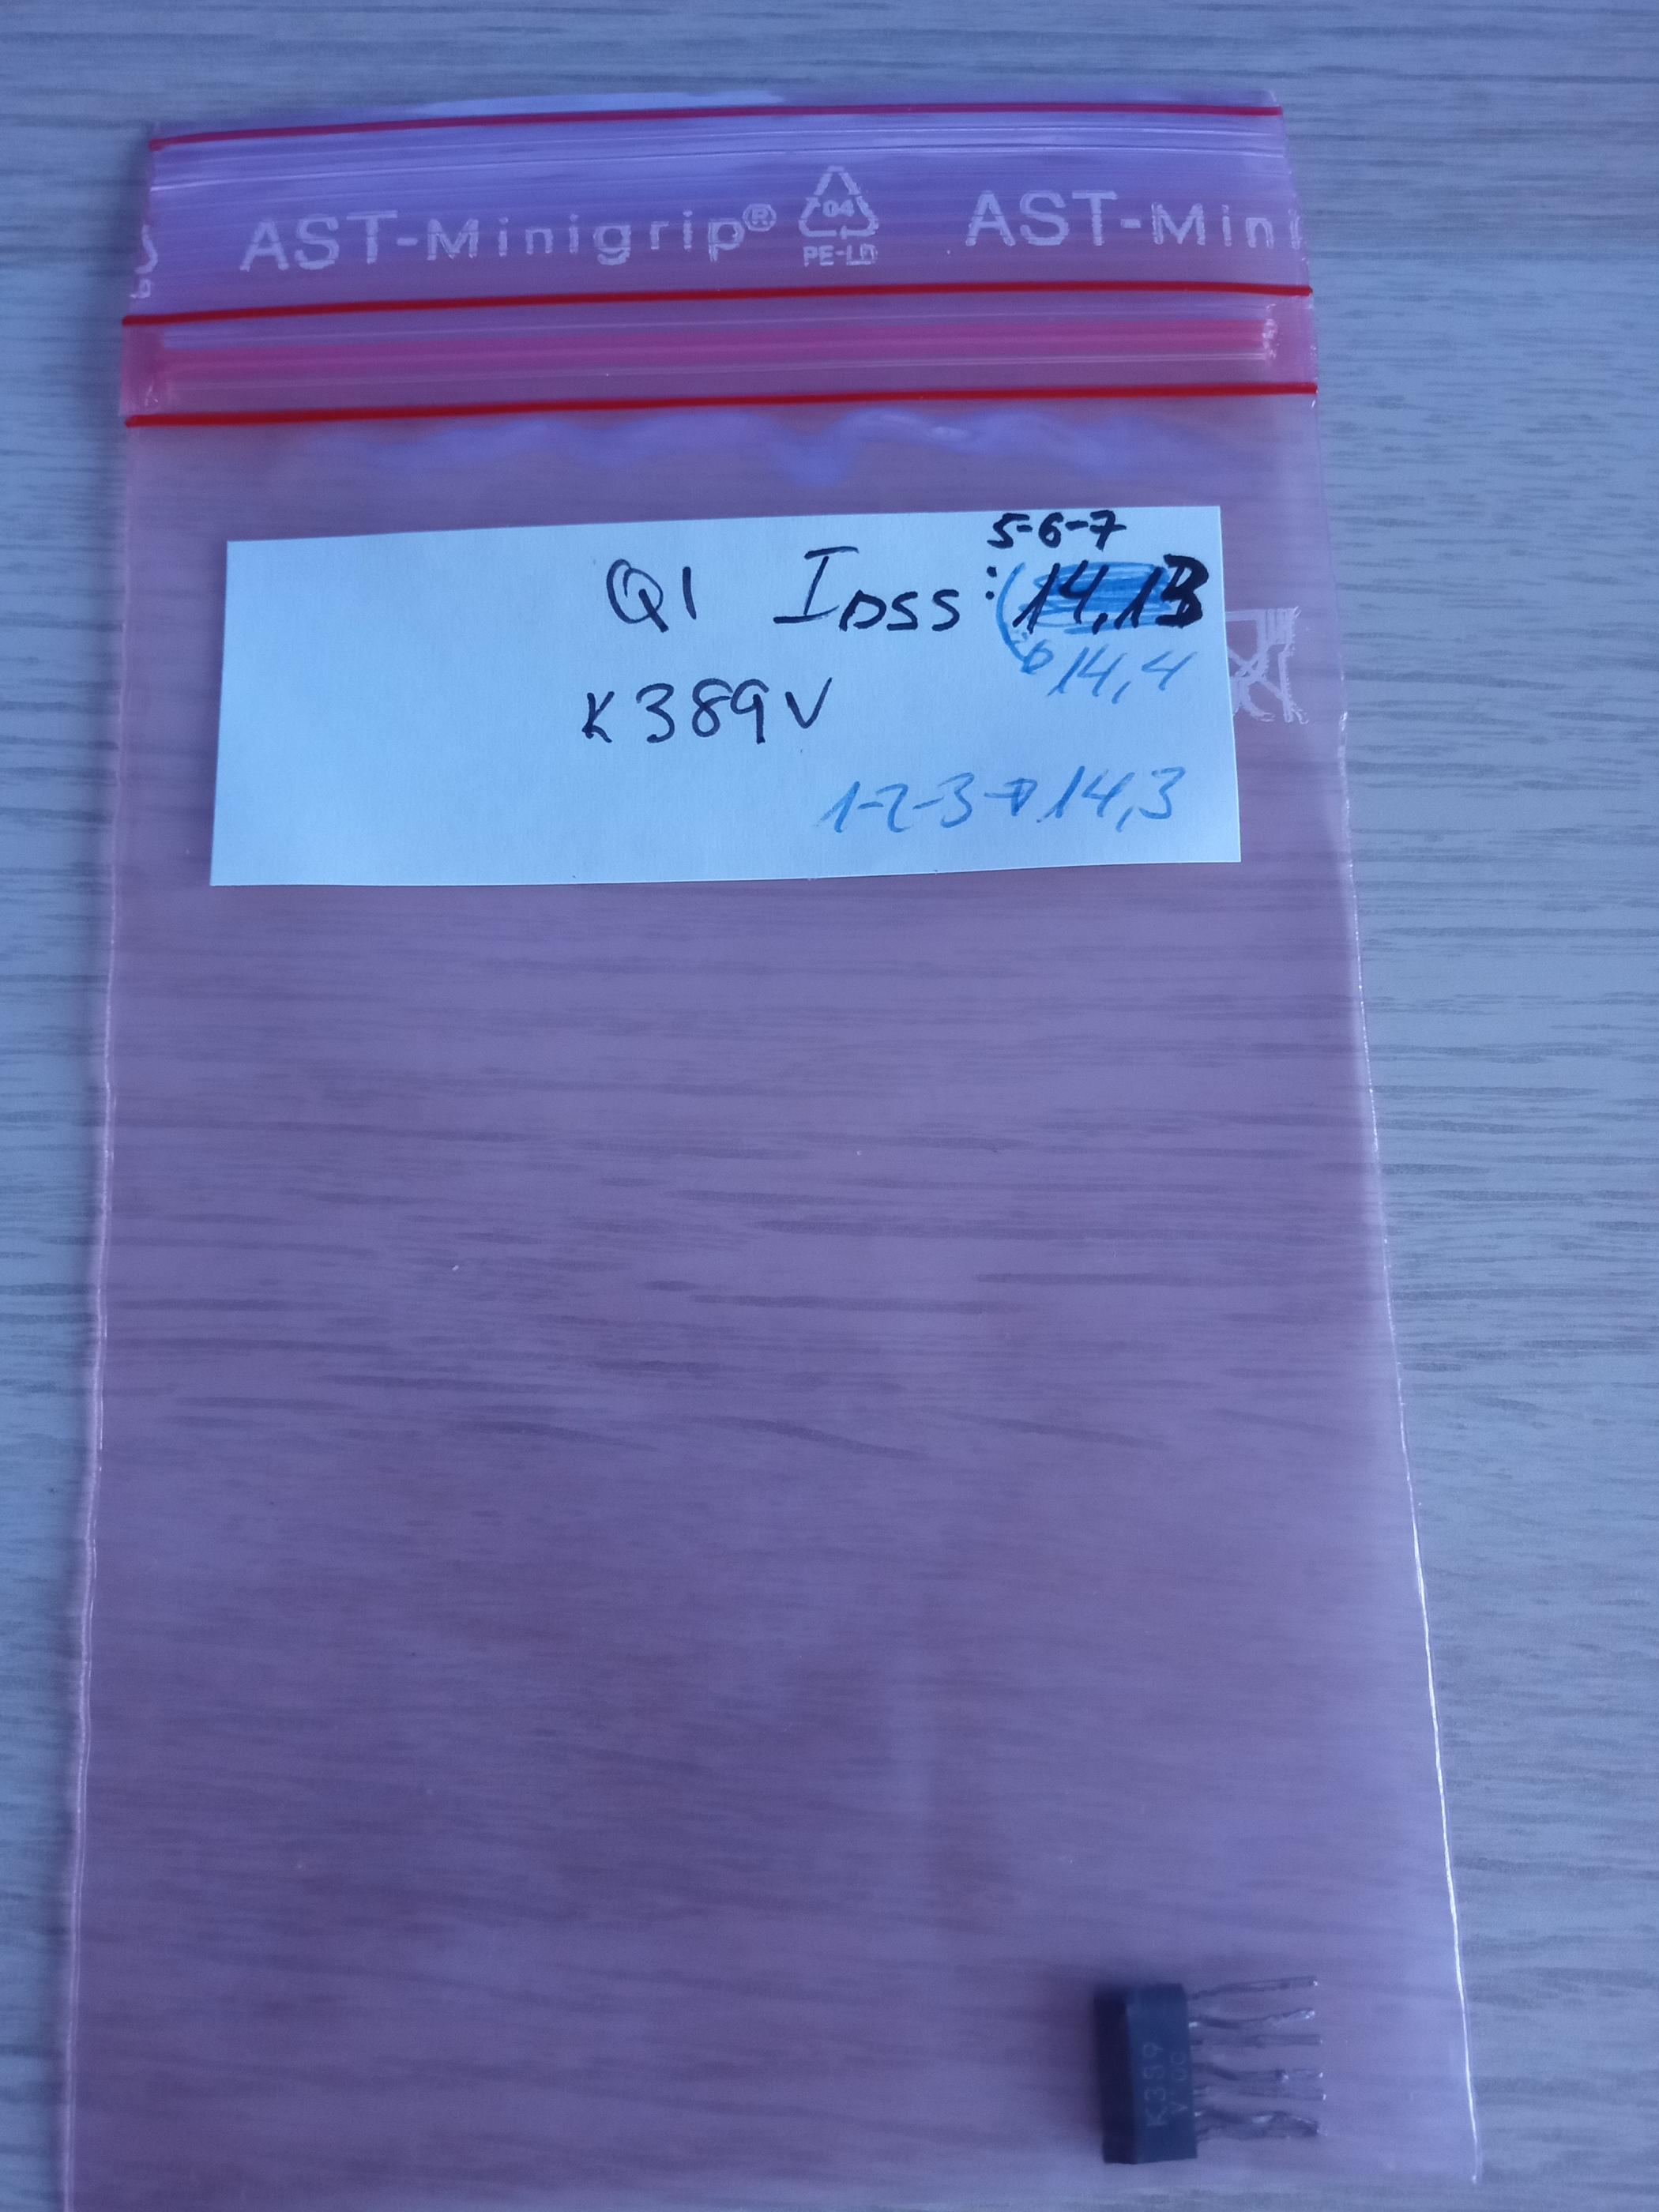 AST-Minigrip® 04 PE-LD AST-Mini
5-6-7
Q1 IDSS: 14,13
14,4
K389V
1-2-3→14,3
K389